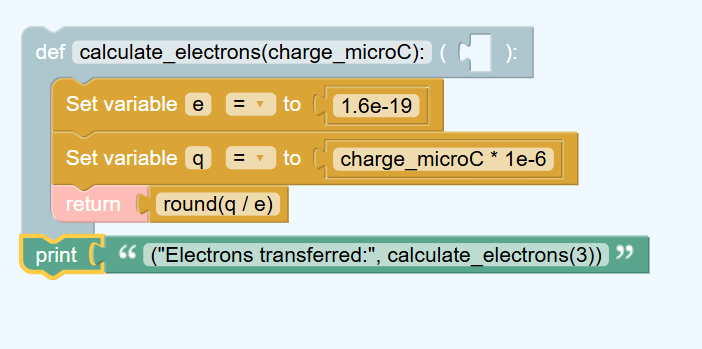 def calculate_electrons(charge_microC): ( ):
Set variable e = to 1.6e-19
Set variable q = to charge_microC * 1e-6
return round(q / e)
print “ ("Electrons transferred:", calculate_electrons(3)) ”